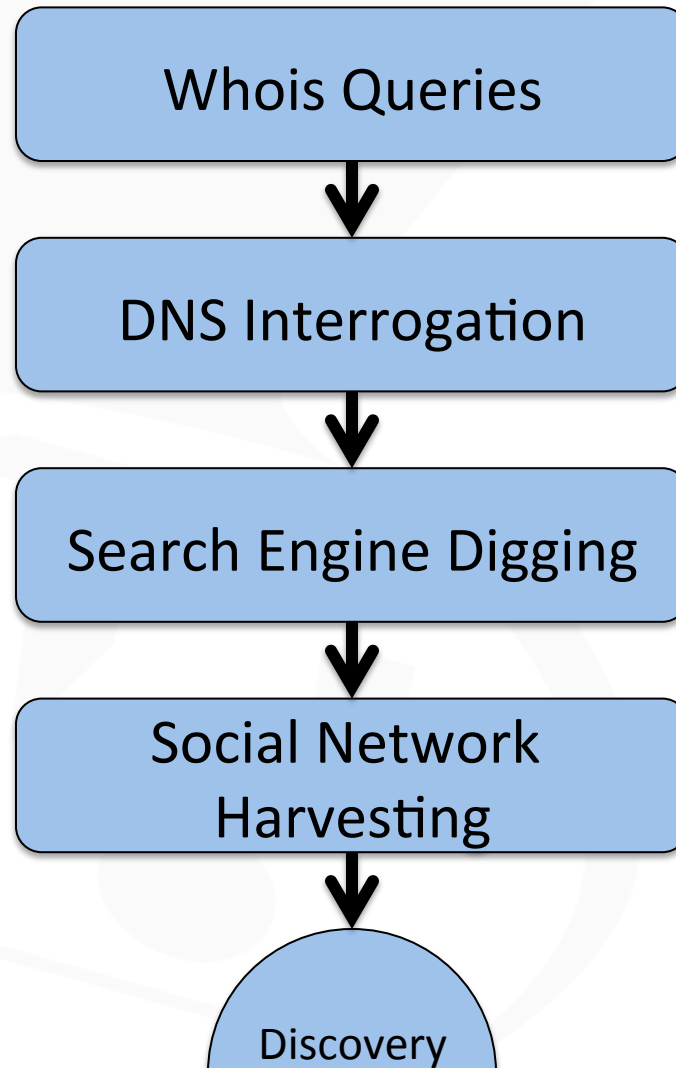 Whois Queries
DNS Interrogation
Search Engine Digging
Social Network
Harvesting
Discovery